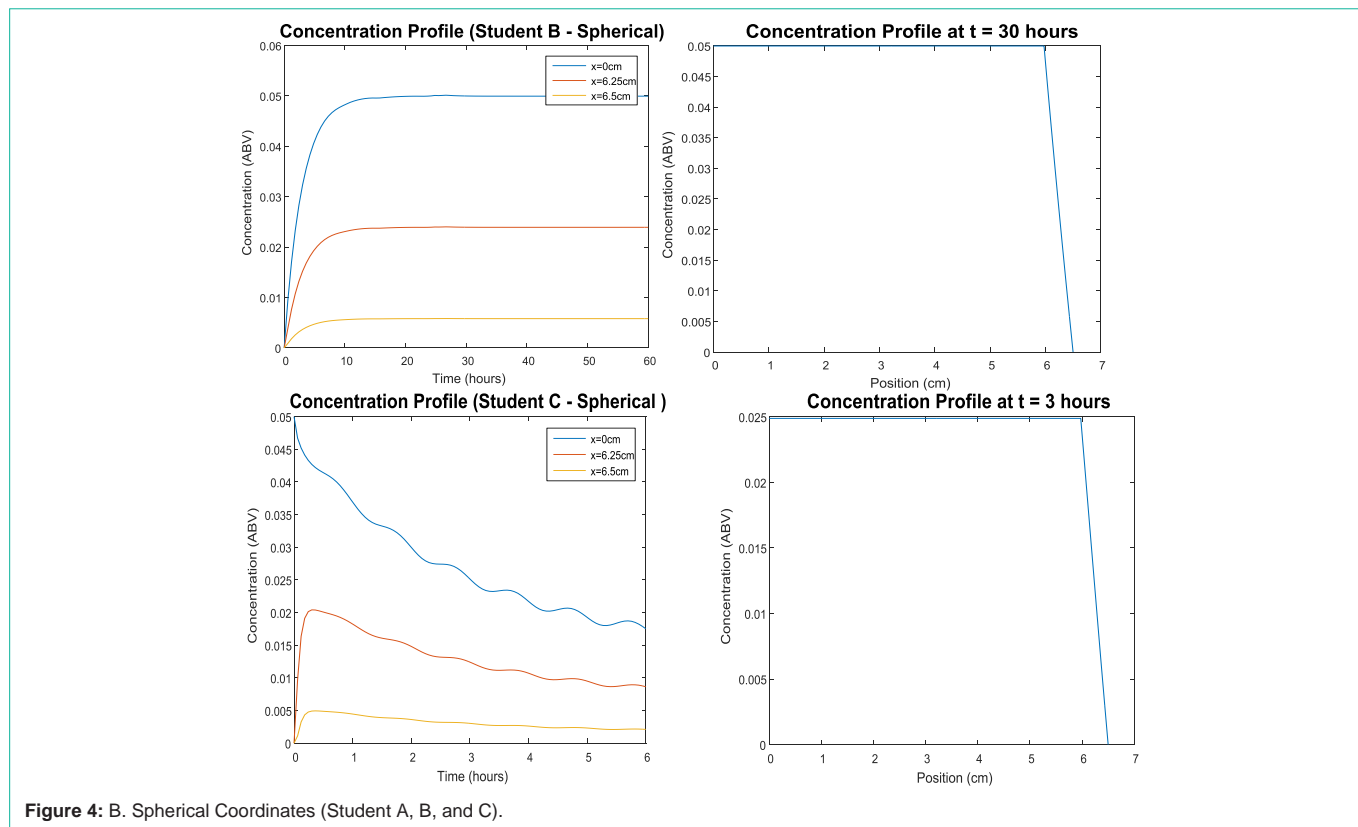 Concentration Profile (Student B - Spherical)
0.06
0.05
0.04
0.03
0.02
0.01
0
Concentration (ABV)
x=0cm
x=6.25cm
x=6.5cm
0 10 20 30 40 50 60
Time (hours)
Concentration Profile at t = 30 hours
0.05
0.045
0.04
0.035
0.03
0.025
0.02
0.015
0.01
0.005
0
Concentration (ABV)
0 1 2 3 4 5 6 7
Position (cm)
Concentration Profile (Student C - Spherical )
0.05
0.045
0.04
0.035
0.03
0.025
0.02
0.015
0.01
0.005
0
Concentration (ABV)
x=0cm
x=6.25cm
x=6.5cm
0 1 2 3 4 5 6
Time (hours)
Concentration Profile at t = 3 hours
0.025
0.02
0.015
0.01
0.005
0
Concentration (ABV)
0 1 2 3 4 5 6 7
Position (cm)
Figure 4: B. Spherical Coordinates (Student A, B, and C).